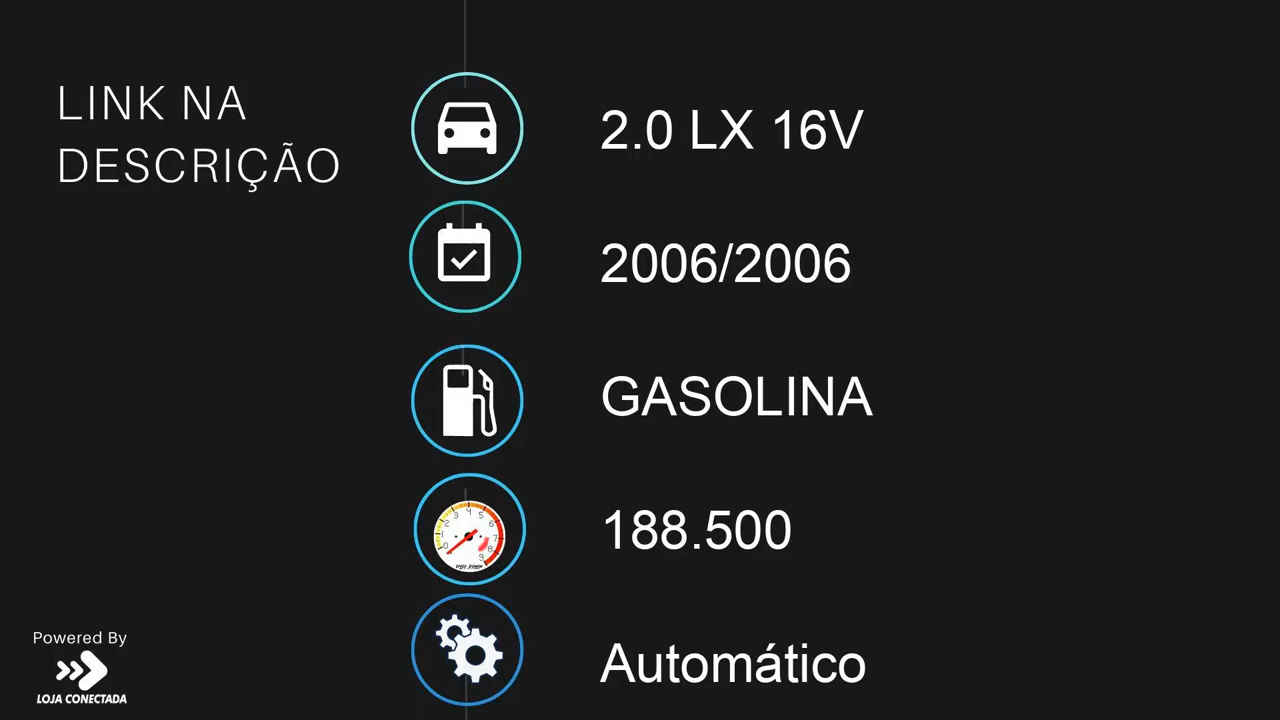 LINK NA
DESCRIÇÃO
2.0 LX 16V
2006/2006
GASOLINA
188.500
Automático
Powered By
LOJA CONECTADA